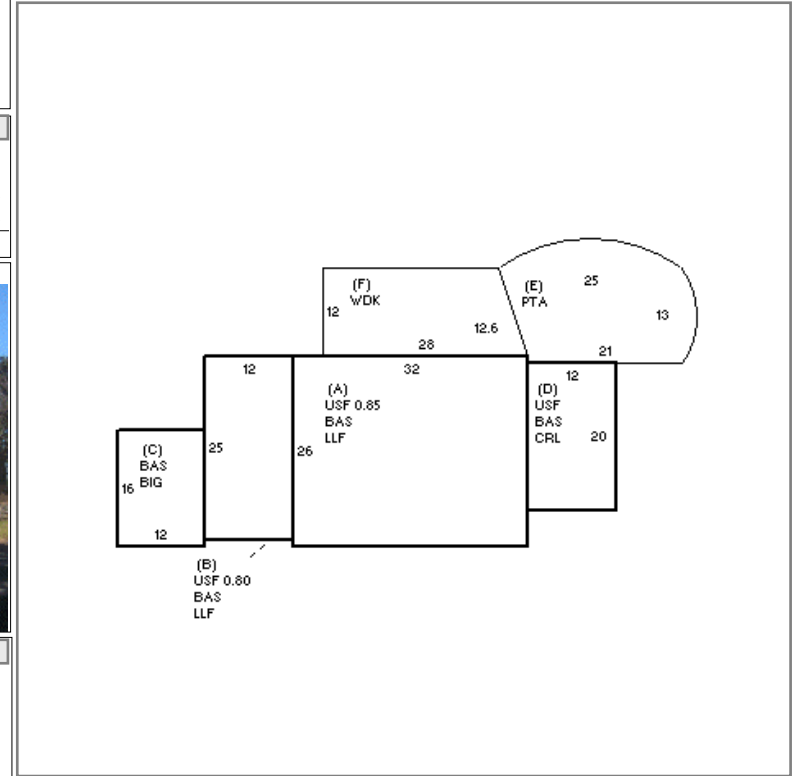 (F)
WDK
12
12.6
28
(E)
PTA
25
13
21
12
32
12
(A)
USF 0.85
BAS
LLF
(D)
USF
BAS
CRL
20
25
26
(C)
BAS
BIG
16
12
(B)
USF 0.80
BAS
LLF